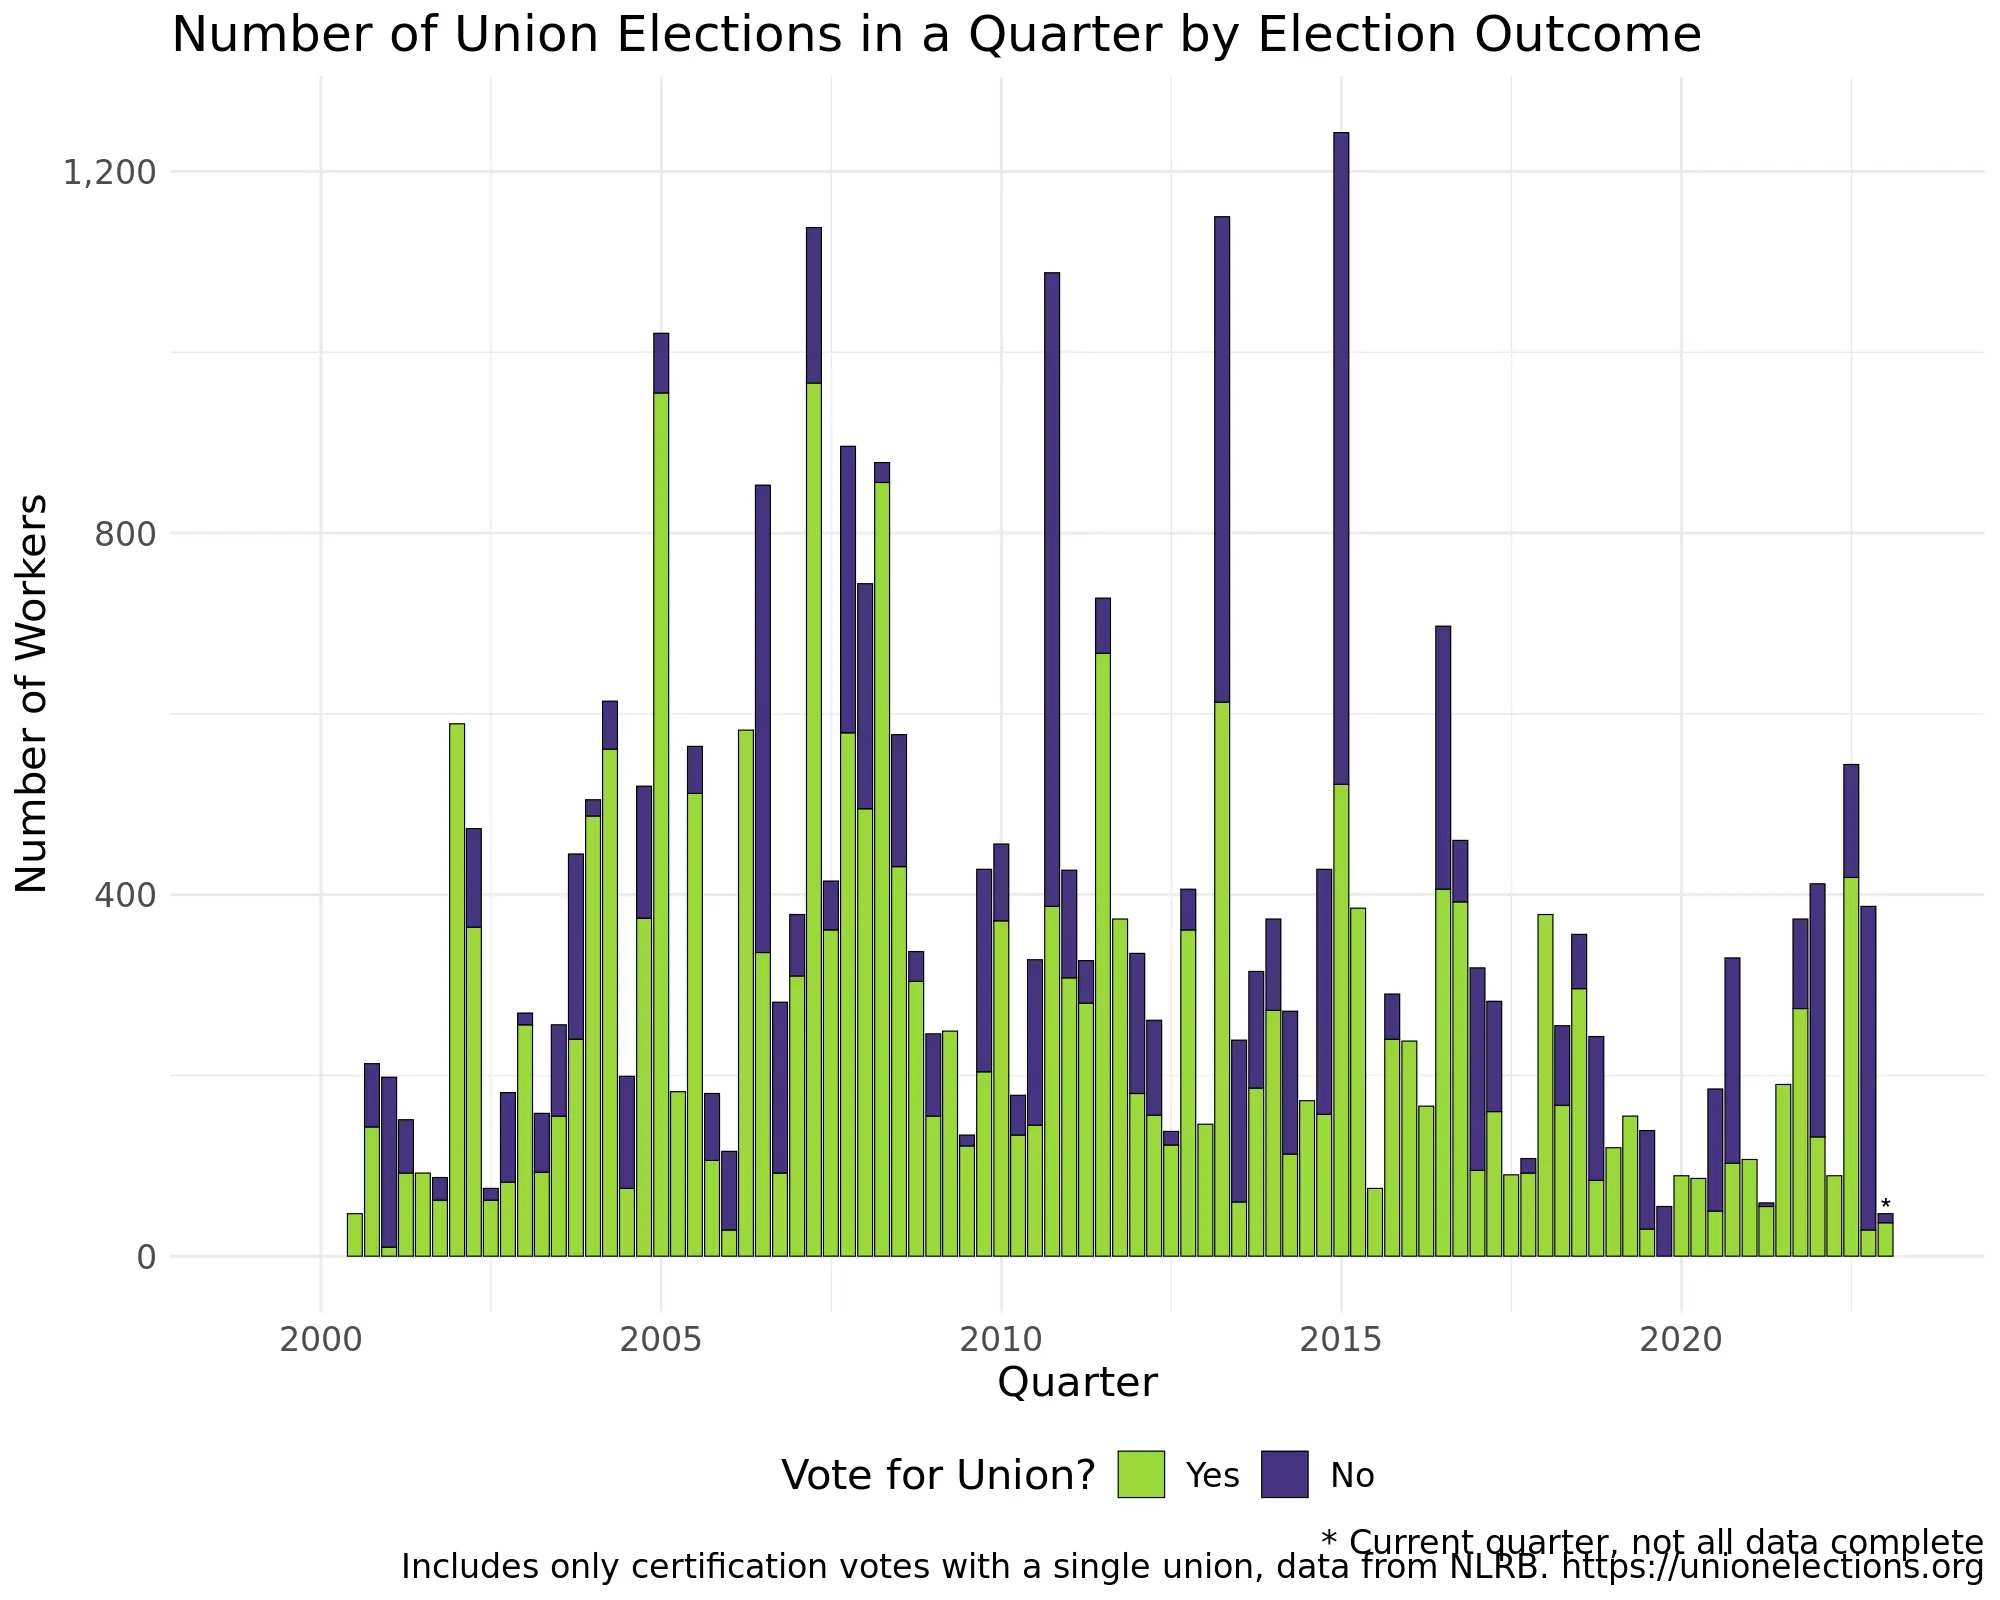 Number of Union Elections in a Quarter by Election Outcome
1,200
800
400
0
Number of Workers
2000 2005 2010 2015 2020
*
Quarter
Vote for Union? Yes No
* Current quarter, not all data complete
Includes only certification votes with a single union, data from NLRB. https://unionelections.org